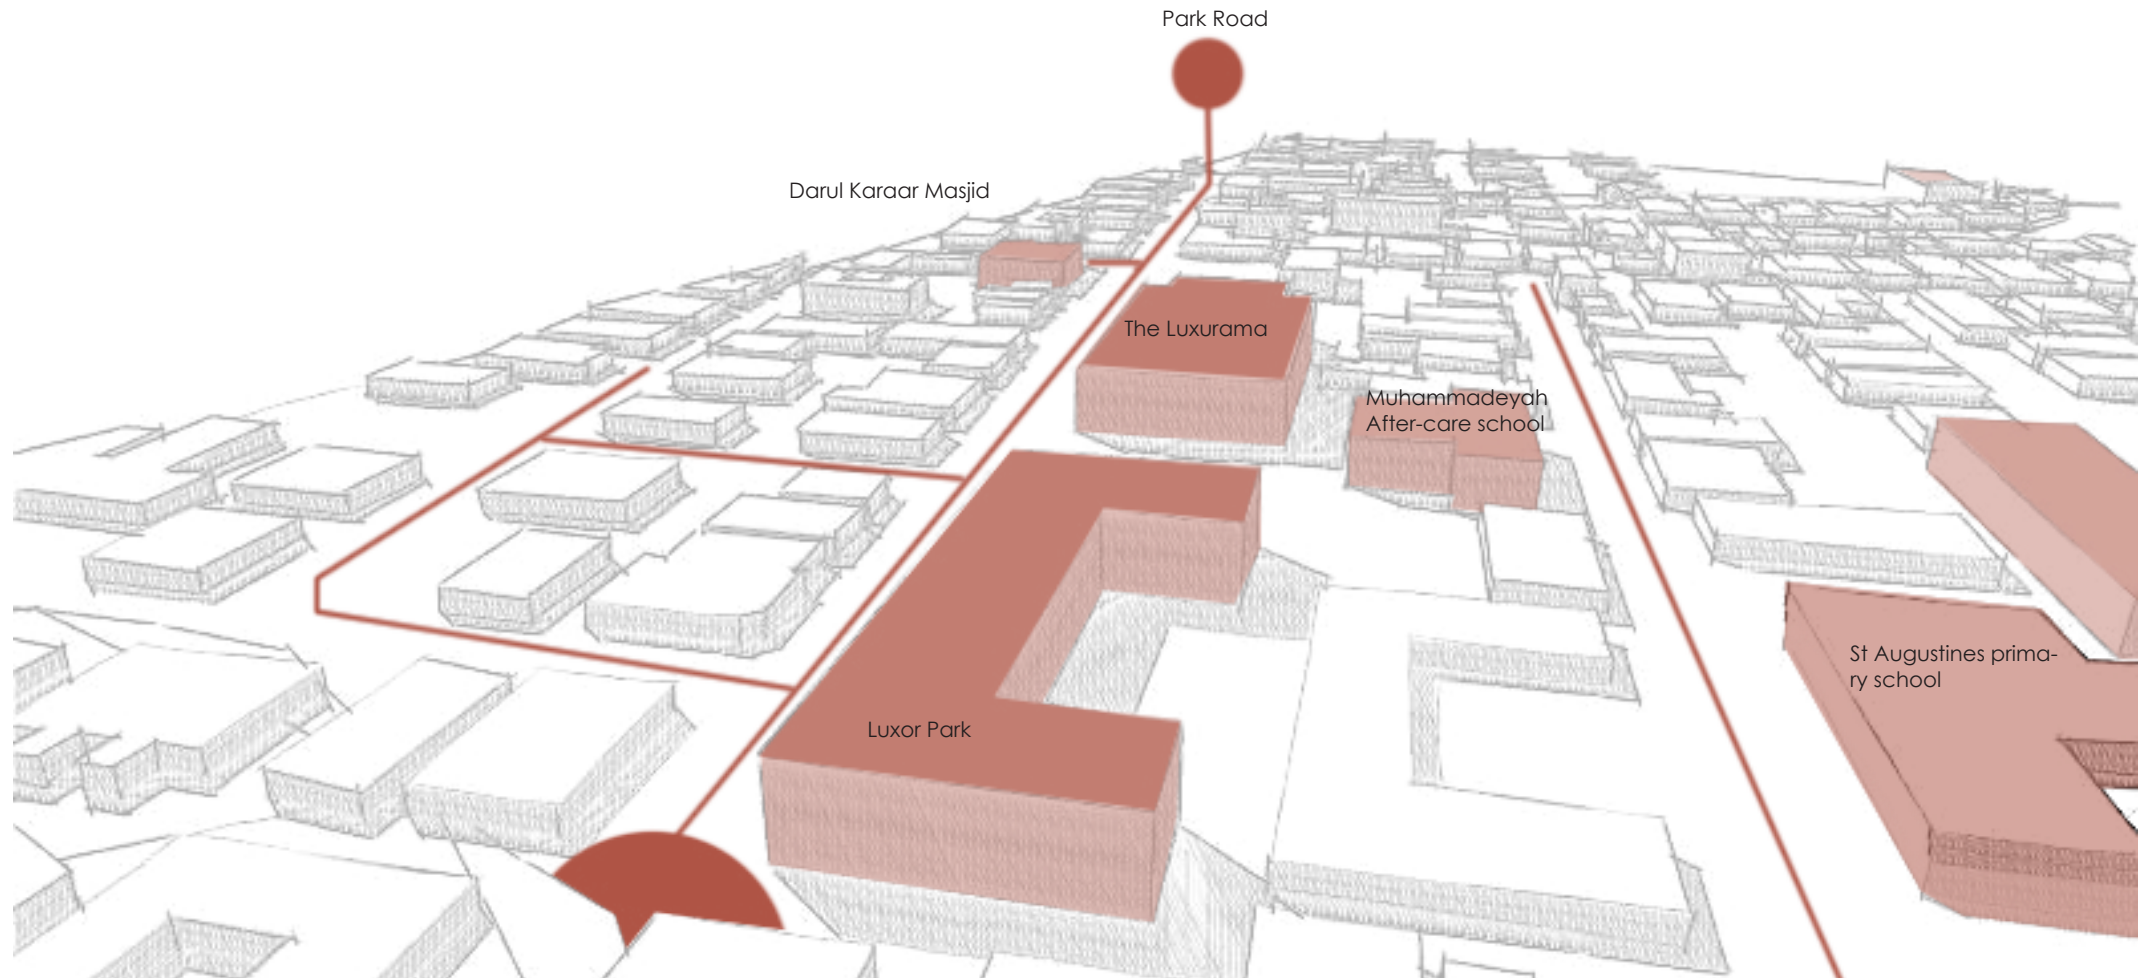 Park Road
Darul Karaar Masjid
The Luxurama
Muhammadeyah
After-care school
St Augustines prima-
ry school
Luxor Park